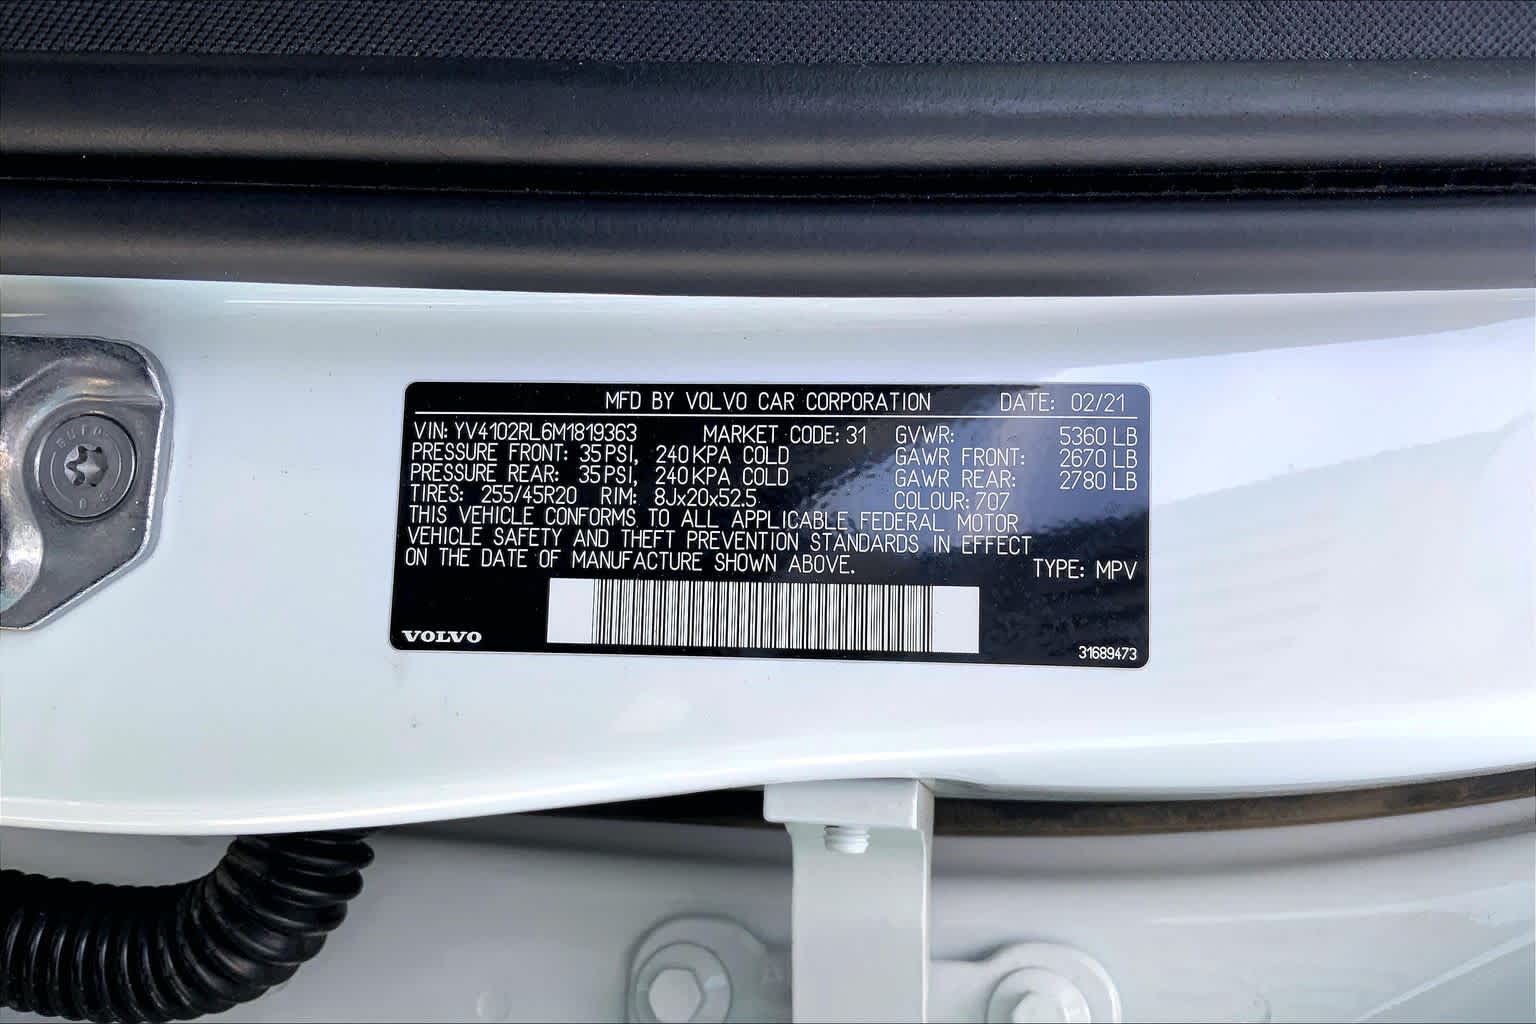 MFD BY VOLVO CAR CORPORATION DATE: 02/21
VIN: YV4102RL6M1819363 MARKET CODE: 31 GVWR: 5360 LB
PRESSURE FRONT: 35 PSI, 240 KPA COLD GAWR FRONT: 2670 LB
PRESSURE REAR: 35 PSI, 240 KPA COLD GAWR REAR: 2780 LB
TIRES: 255/45R20 RIM: 8Jx20x52.5 COLOUR: 707
THIS VEHICLE CONFORMS TO ALL APPLICABLE FEDERAL MOTOR
VEHICLE SAFETY AND THEFT PREVENTION STANDARDS IN EFFECT
ON THE DATE OF MANUFACTURE SHOWN ABOVE. TYPE: MPV
VOLVO 31689473